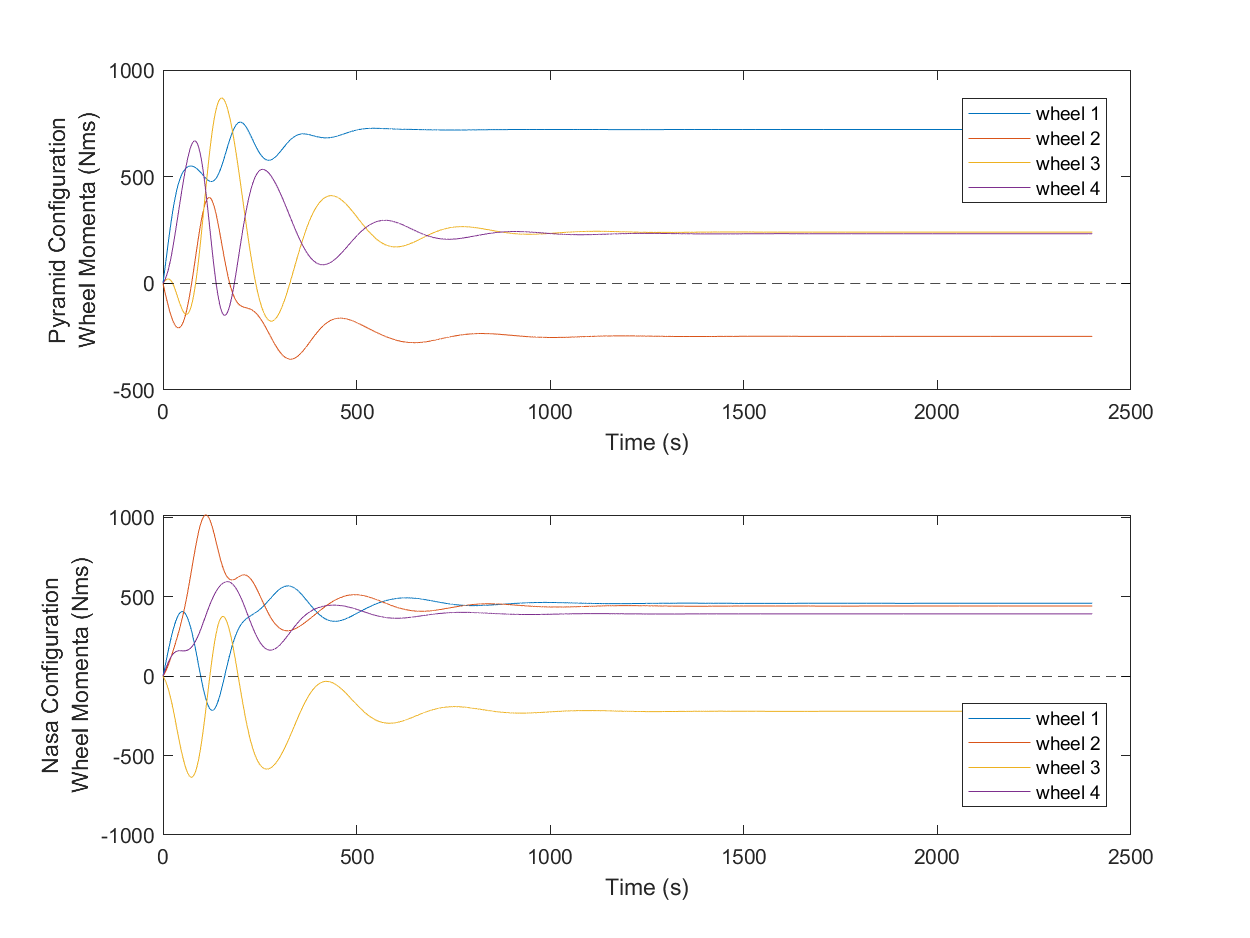 Pyramid Configuration
Wheel Momenta (Nms)
1000
500
0
-500
0 500 1000 1500 2000 2500
Time (s)
wheel 1
wheel 2
wheel 3
wheel 4
Nasa Configuration
Wheel Momenta (Nms)
1000
500
0
-500
-1000
0 500 1000 1500 2000 2500
Time (s)
wheel 1
wheel 2
wheel 3
wheel 4